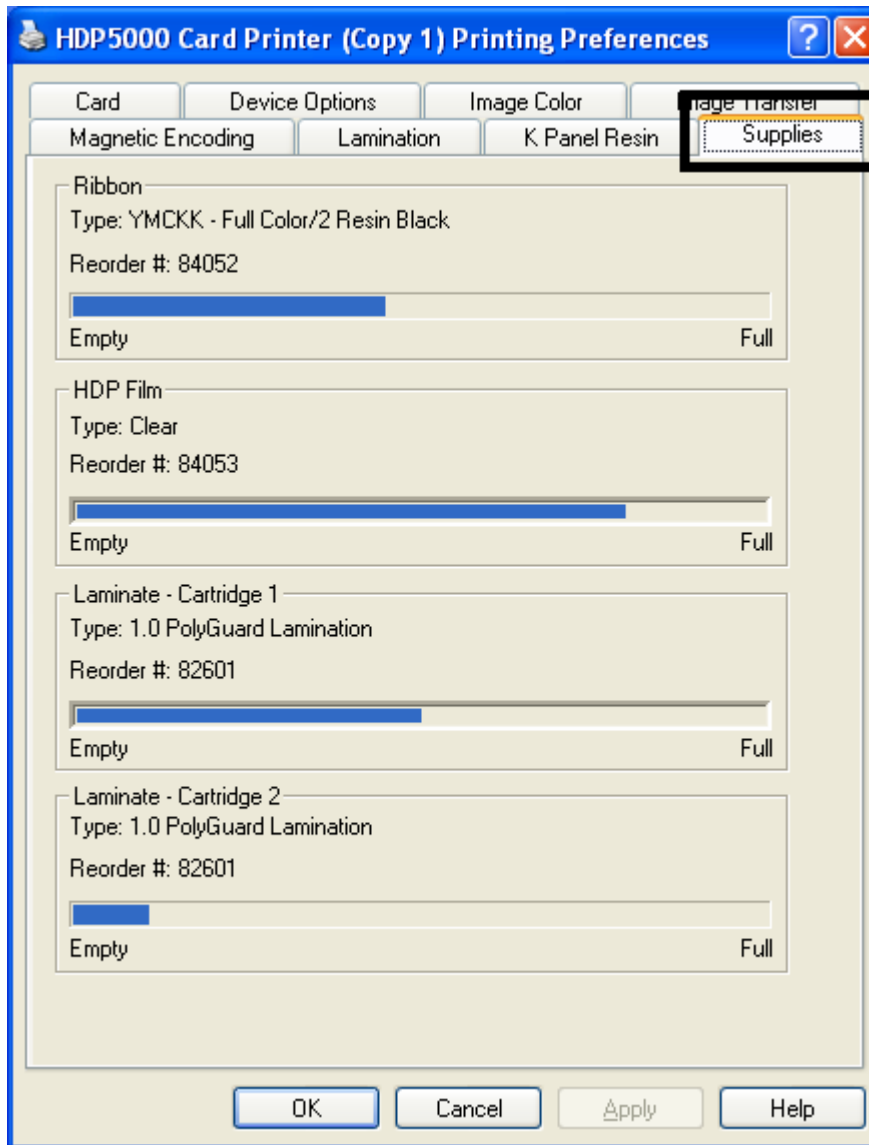 HDP5000 Card Printer (Copy 1) Printing Preferences
Card Device Options Image Color Image Transfer
Magnetic Encoding Lamination K Panel Resin Supplies
Ribbon
Type: YMCKK - Full Color/2 Resin Black
Reorder #: 84052
Empty Full
HDP Film
Type: Clear
Reorder #: 84053
Empty Full
Laminate - Cartridge 1
Type: 1.0 PolyGuard Lamination
Reorder #: 82601
Empty Full
Laminate - Cartridge 2
Type: 1.0 PolyGuard Lamination
Reorder #: 82601
Empty Full
OK Cancel Apply Help